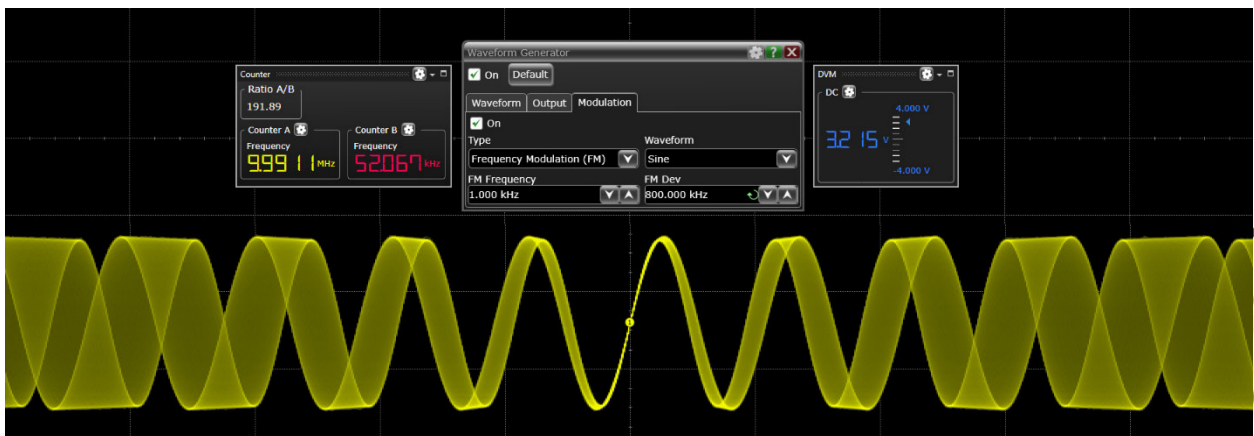 Counter
Ratio A/B
191.89
Counter A
Frequency
9.9911 MHz
Counter B
Frequency
52.067 kHz
Waveform Generator
On Default
Waveform Output Modulation
On
Type
Frequency Modulation (FM)
Waveform
Sine
FM Frequency
1.000 kHz
FM Dev
800.000 kHz
DVM
DC
4.000 V
3.215 V
-4.000 V